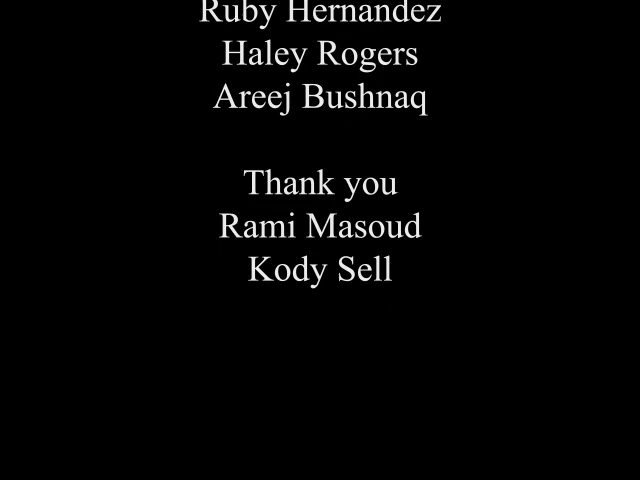 Ruby Hernandez
Haley Rogers
Areej Bushnaq
Thank you
Rami Masoud
Kody Sell